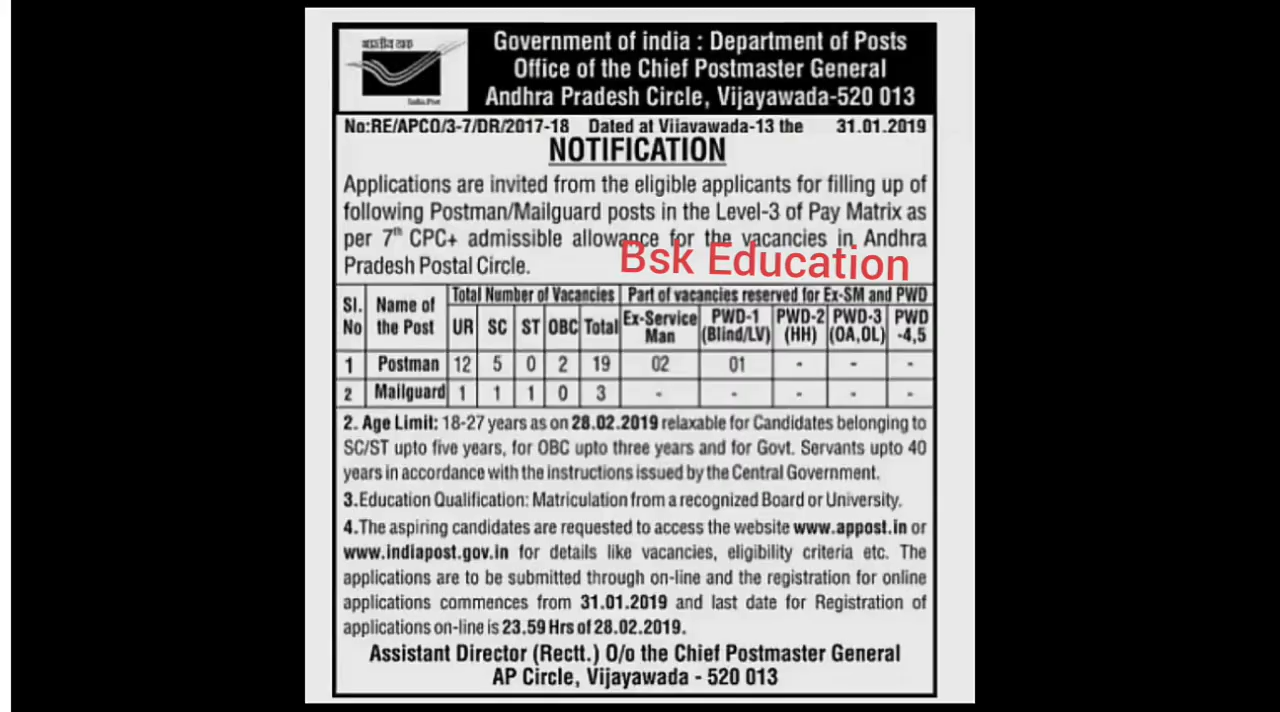 भारतीय डाक
India Post
Government of india : Department of Posts
Office of the Chief Postmaster General
Andhra Pradesh Circle, Vijayawada-520 013
No:RE/APCO/3-7/DR/2017-18 Dated at Vijayawada-13 the 31.01.2019
NOTIFICATION
Applications are invited from the eligible applicants for filling up of
following Postman/Mailguard posts in the Level-3 of Pay Matrix as
per 7th CPC+ admissible allowance for the vacancies in Andhra
Pradesh Postal Circle.
Bsk Education
Sl. No Name of the Post Total Number of Vacancies Part of vacancies reserved for Ex-SM and PWD
UR SC ST OBC Total Ex-Service Man PWD-1 (Blind/LV) PWD-2 (HH) PWD-3 (OA,OL) PWD -4,5
1 Postman 12 5 0 2 19 02 01 - - -
2 Mailguard 1 1 1 0 3 - - - - -
2. Age Limit: 18-27 years as on 28.02.2019 relaxable for Candidates belonging to
SC/ST upto five years, for OBC upto three years and for Govt. Servants upto 40
years in accordance with the instructions issued by the Central Government.
3.Education Qualification: Matriculation from a recognized Board or University.
4.The aspiring candidates are requested to access the website www.appost.in or
www.indiapost.gov.in for details like vacancies, eligibility criteria etc. The
applications are to be submitted through on-line and the registration for online
applications commences from 31.01.2019 and last date for Registration of
applications on-line is 23.59 Hrs of 28.02.2019.
Assistant Director (Rectt.) O/o the Chief Postmaster General
AP Circle, Vijayawada - 520 013